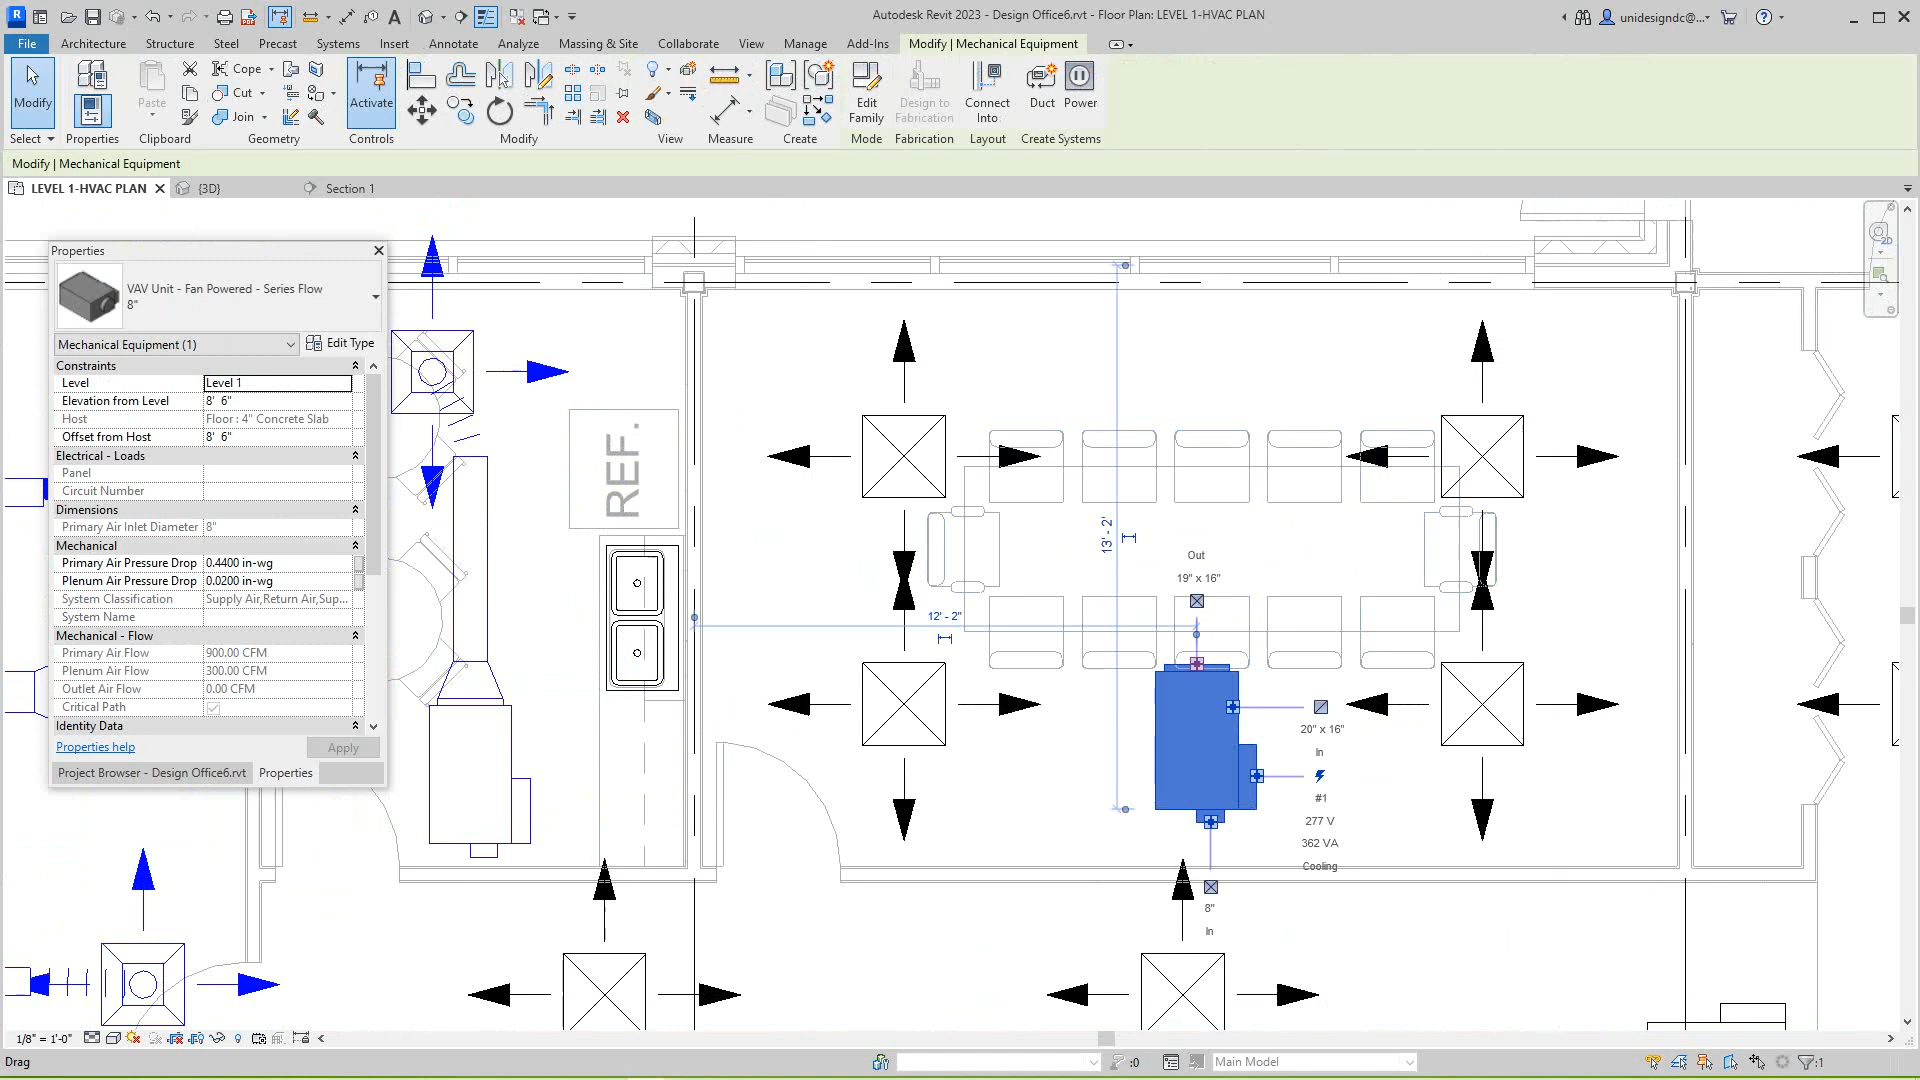 Autodesk Revit 2023 - Design Office6.rvt - Floor Plan: LEVEL 1-HVAC PLAN
unidesigndc@...
File Architecture Structure Steel Precast Systems Insert Annotate Analyze Massing & Site Collaborate View Manage Add-Ins Modify | Mechanical Equipment
Modify
Paste
Cope
Cut
Join
Activate
Edit
Family
Design to
Fabrication
Connect
Into
Duct
Power
Select Properties Clipboard Geometry Controls Modify View Measure Create Mode Fabrication Layout Create Systems
Modify | Mechanical Equipment
LEVEL 1-HVAC PLAN {3D} Section 1
Properties
VAV Unit - Fan Powered - Series Flow
8"
Mechanical Equipment (1) Edit Type
Constraints
Level Level 1
Elevation from Level 8' 6"
Host Floor : 4" Concrete Slab
Offset from Host 8' 6"
Electrical - Loads
Panel
Circuit Number
Dimensions
Primary Air Inlet Diameter 8"
Mechanical
Primary Air Pressure Drop 0.4400 in-wg
Plenum Air Pressure Drop 0.0200 in-wg
System Classification Supply Air,Return Air,Sup...
System Name
Mechanical - Flow
Primary Air Flow 900.00 CFM
Plenum Air Flow 300.00 CFM
Outlet Air Flow 0.00 CFM
Critical Path
Identity Data
Properties help Apply
Project Browser - Design Office6.rvt Properties
REF.
13' - 2'
12' - 2"
Out
19" x 16"
20" x 16"
In
#1
277 V
362 VA
Cooling
8"
In
2D
1/8" = 1'-0"
Drag
:0
Main Model
:1